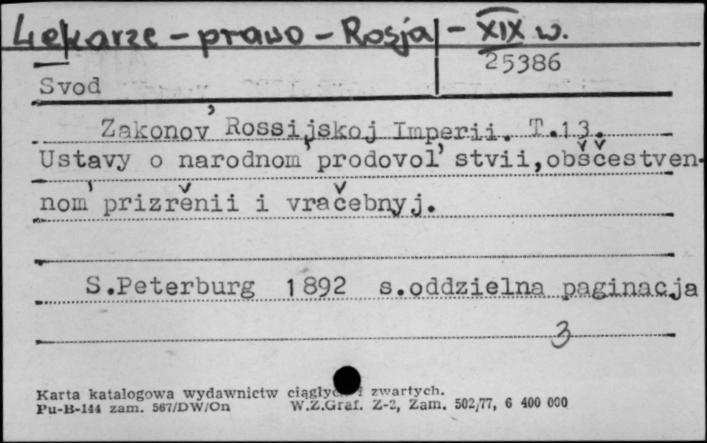 Lekarze – prawo – Rosja – XIX w.
25386
Svod
Zakonov' Rossijskoj Imperii. T.13.
Ustavy o narodnom' prodovol'stvii, obščestven-
nom' prizrěnii i vračebnyj.
S.Peterburg 1892 s.oddzielna paginacja
3
Karta katalogowa wydawnictw ciągłych i zwartych.
Pu-B-144 zam. 567/DW/On W.Z.Graf. Z-2, Zam. 502/77, 6 400 000